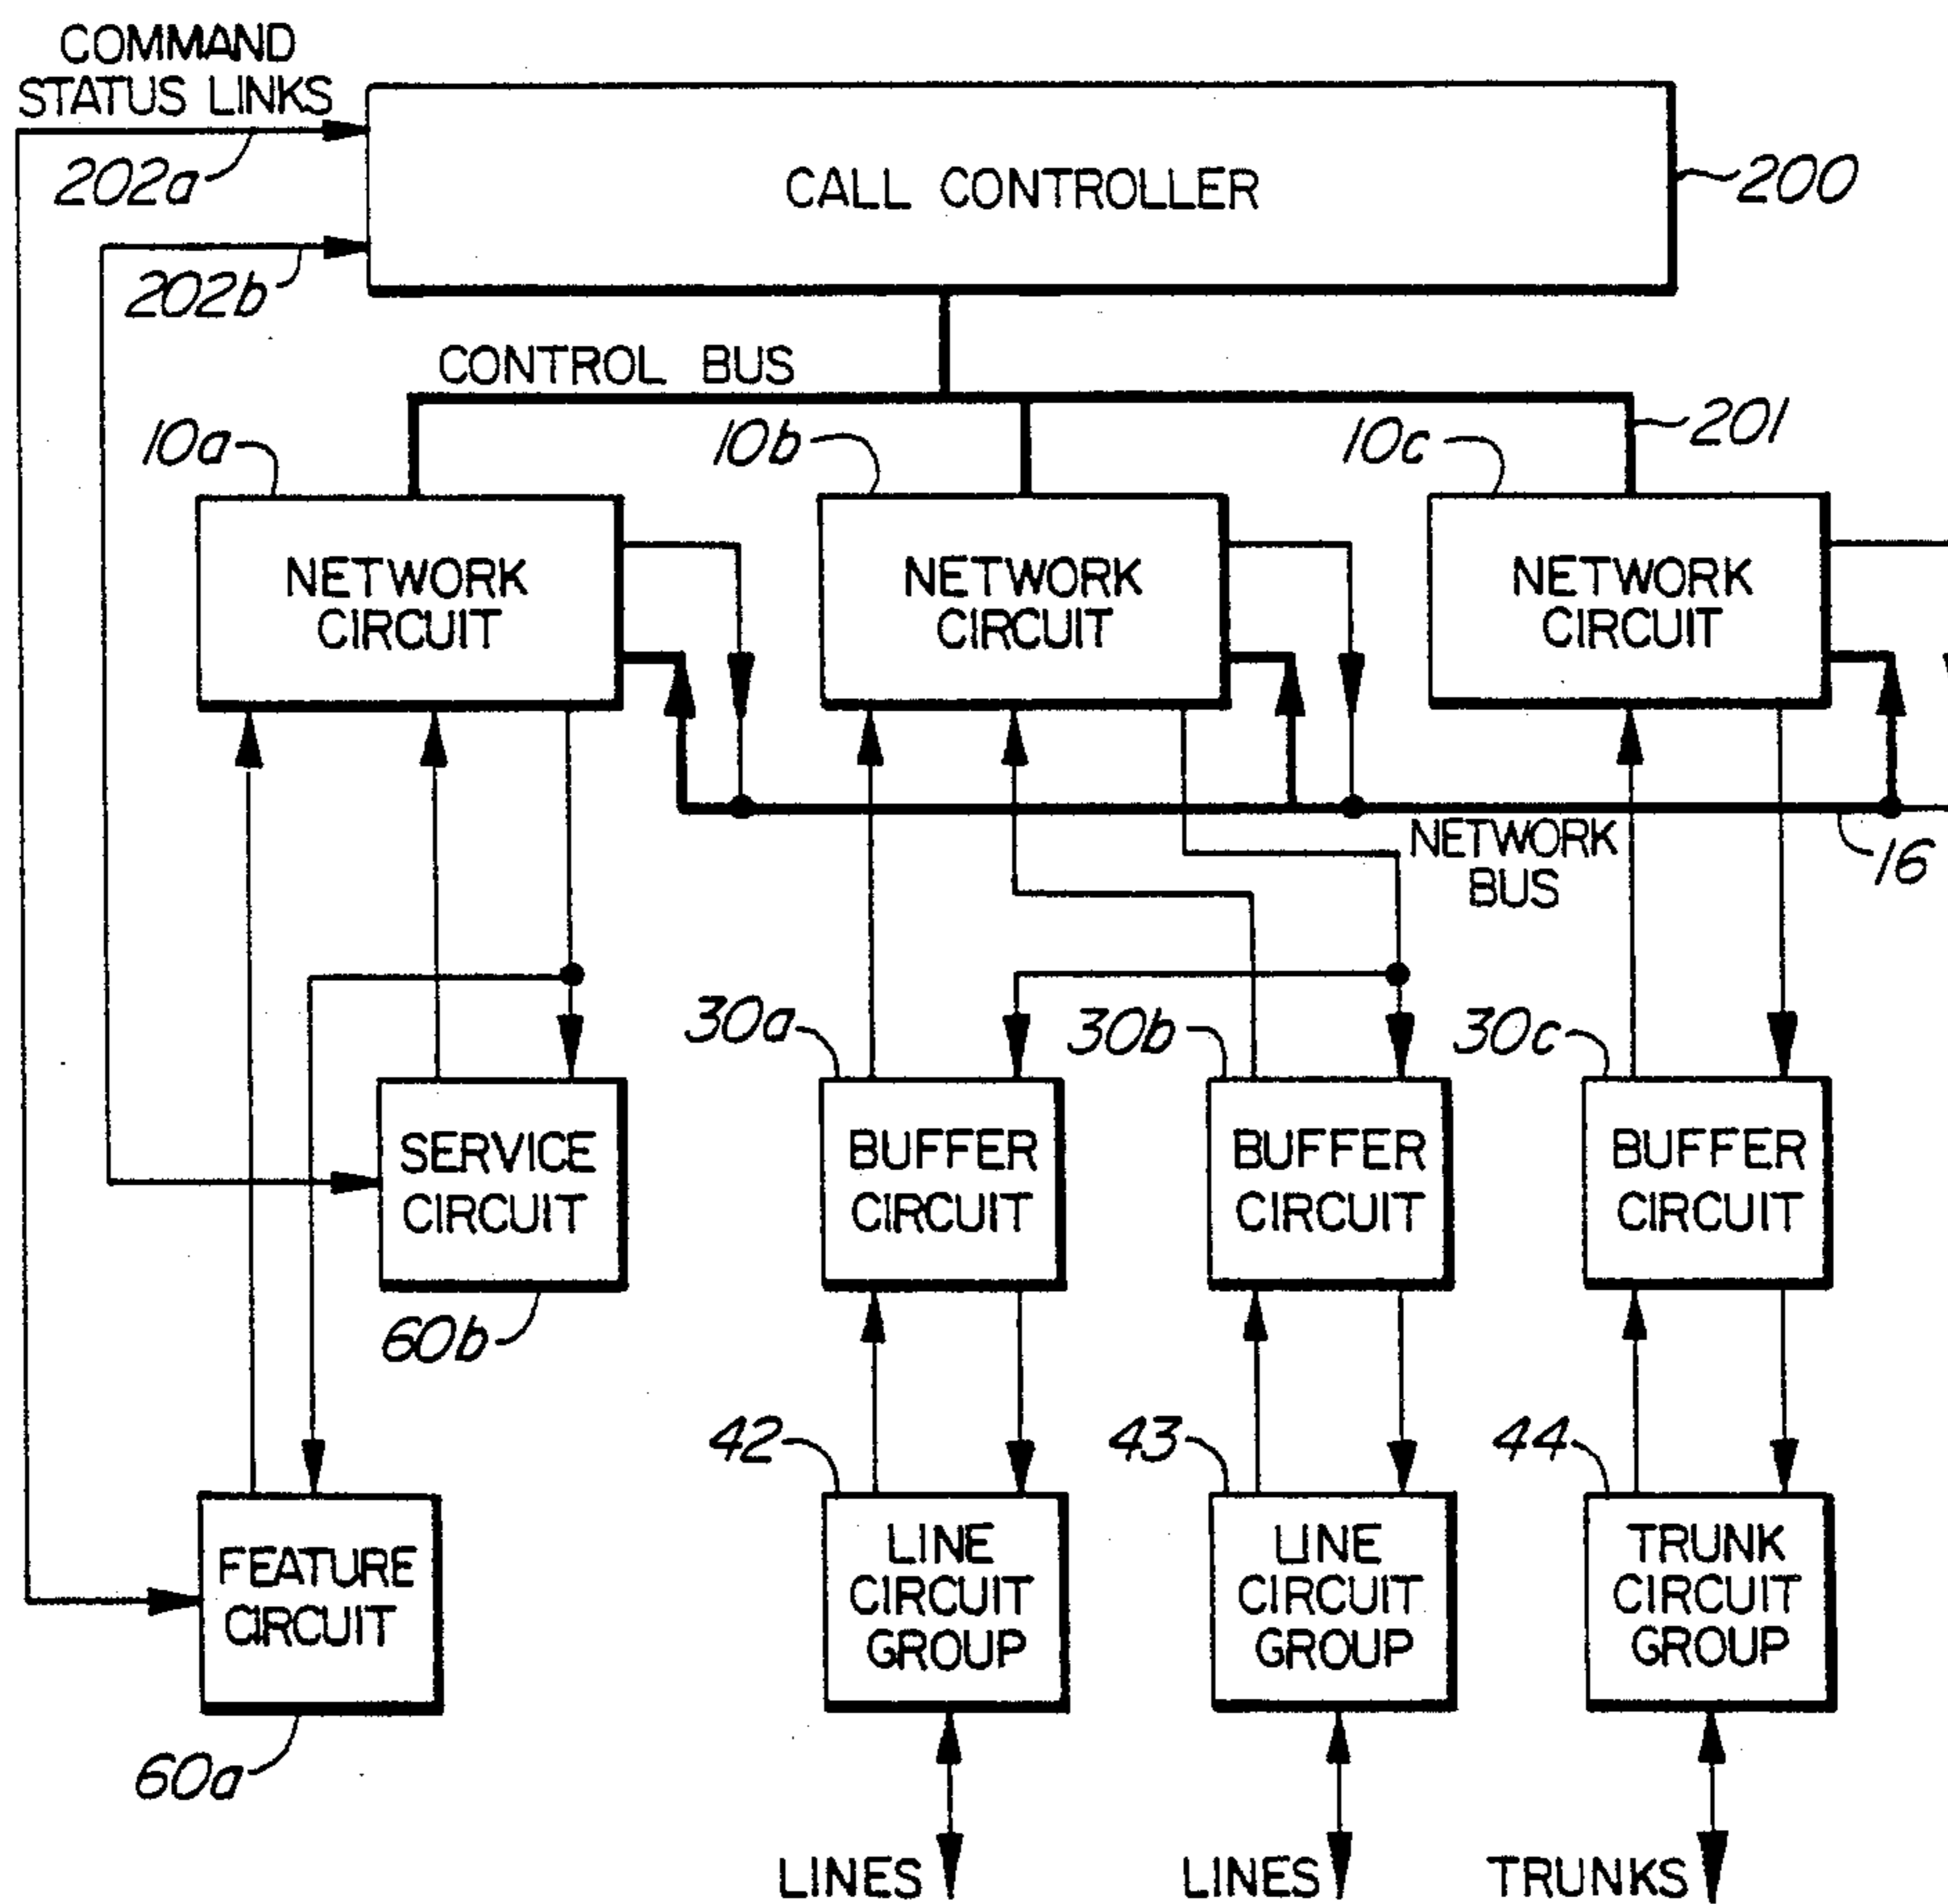 COMMAND
STATUS LINKS
202a
CALL CONTROLLER
200
202b
CONTROL BUS
201
10a
10b
10c
NETWORK
CIRCUIT
NETWORK
CIRCUIT
NETWORK
CIRCUIT
NETWORK
BUS
16
30a
30b
30c
SERVICE
CIRCUIT
BUFFER
CIRCUIT
BUFFER
CIRCUIT
BUFFER
CIRCUIT
60b
42
43
44
FEATURE
CIRCUIT
LINE
CIRCUIT
GROUP
LINE
CIRCUIT
GROUP
TRUNK
CIRCUIT
GROUP
60a
LINES
LINES
TRUNKS